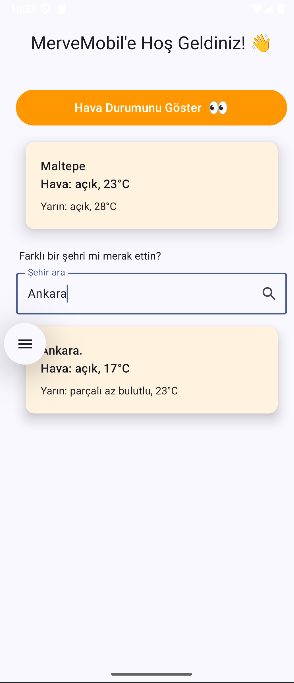 MerveMobil'e Hoş Geldiniz! 👋
Hava Durumunu Göster 👀
Maltepe
Hava: açık, 23°C
Yarın: açık, 28°C
Farklı bir şehri mi merak ettin?
Şehir ara
Ankara
Ankara.
Hava: açık, 17°C
Yarın: parçalı az bulutlu, 23°C